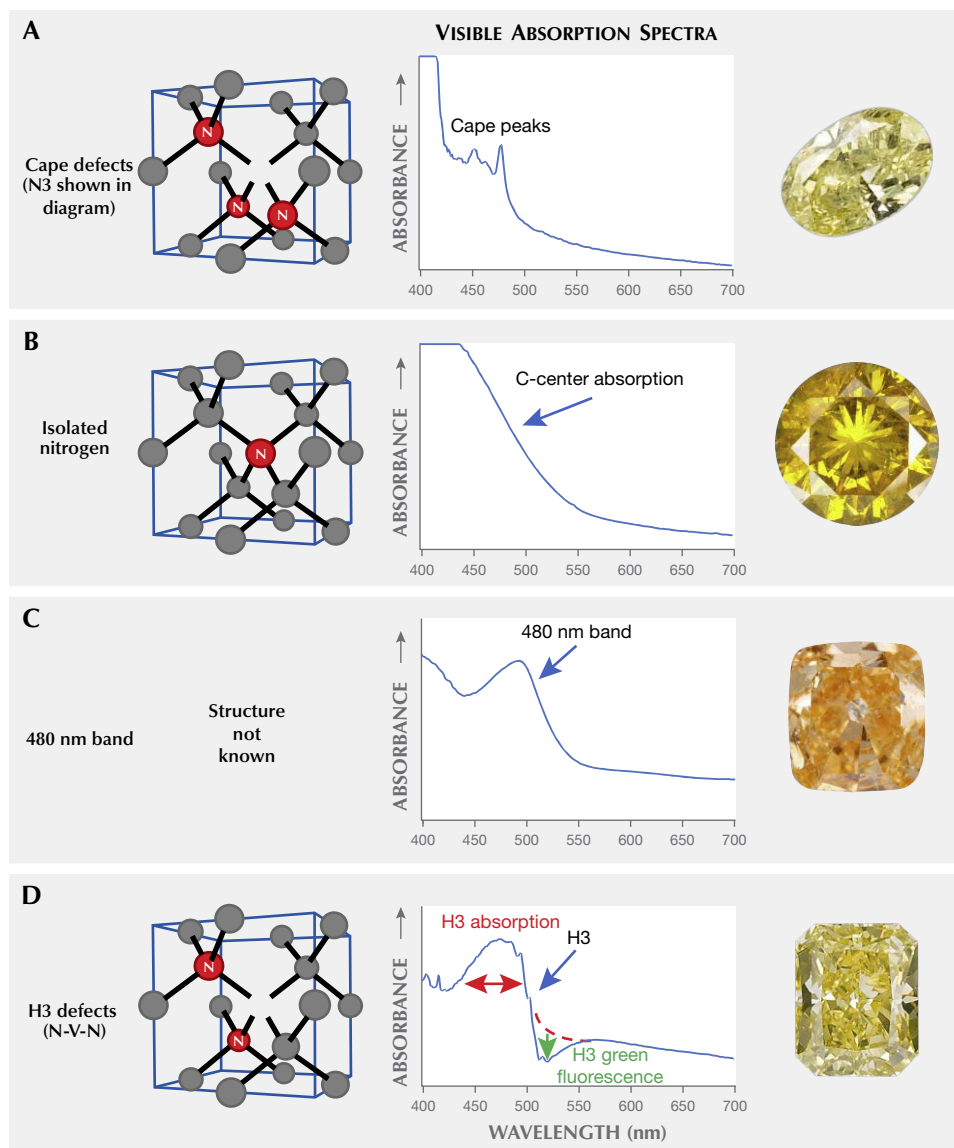 A
VISIBLE ABSORPTION SPECTRA
Cape defects
(N3 shown in
diagram)
N
N
N
ABSORBANCE
Cape peaks
400 450 500 550 600 650 700
B
Isolated
nitrogen
N
ABSORBANCE
C-center absorption
400 450 500 550 600 650 700
C
480 nm band
Structure
not
known
ABSORBANCE
480 nm band
400 450 500 550 600 650 700
D
H3 defects
(N-V-N)
N
N
ABSORBANCE
H3 absorption
H3
H3 green
fluorescence
400 450 500 550 600 650 700
WAVELENGTH (nm)